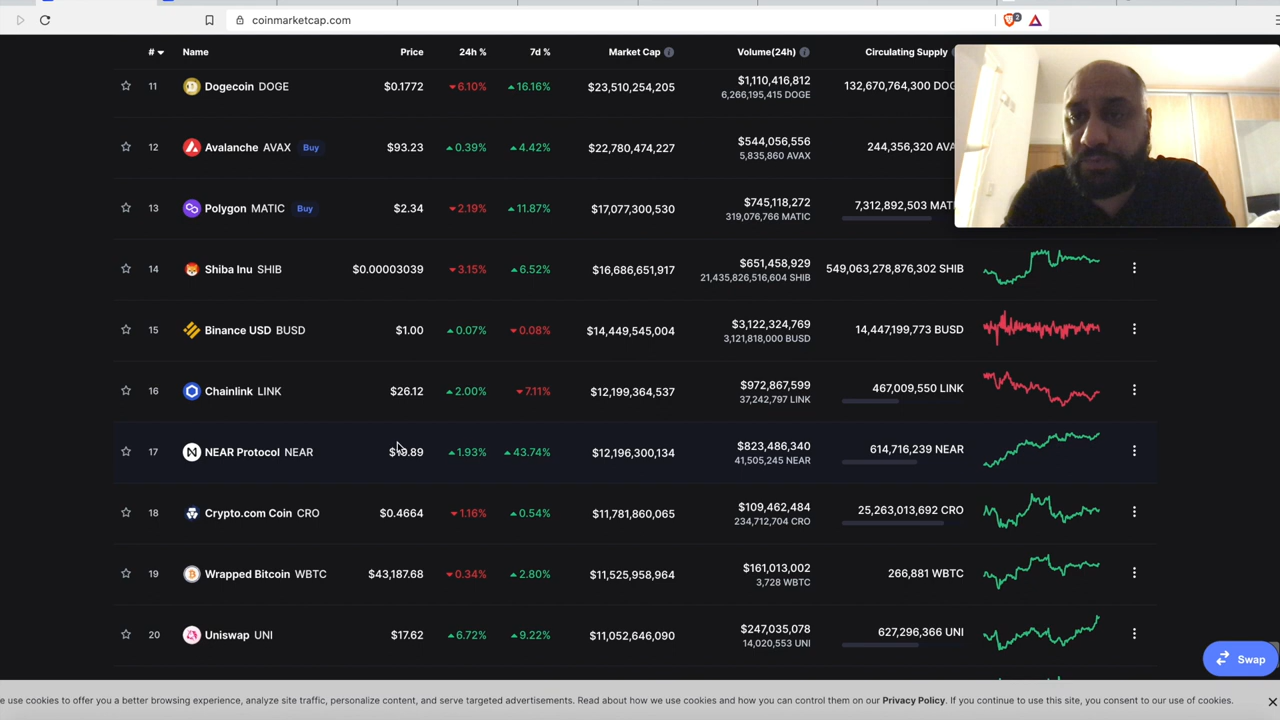 coinmarketcap.com
2
# Name Price 24h % 7d % Market Cap Volume(24h) Circulating Supply
11 Dogecoin DOGE $0.1772 6.10% 16.16% $23,510,254,205 $1,110,416,812 132,670,764,300
6,266,195,415 DOGE
12 Avalanche AVAX Buy $93.23 0.39% 4.42% $22,780,474,227 $544,056,556 244,356,320
5,835,860 AVAX
13 Polygon MATIC Buy $2.34 2.19% 11.87% $17,077,300,530 $745,118,272 7,312,892,503
319,076,766 MATIC
14 Shiba Inu SHIB $0.00003039 3.15% 6.52% $16,686,651,917 $651,458,929 549,063,278,876,302 SHIB
21,435,826,516,604 SHIB
15 Binance USD BUSD $1.00 0.07% 0.08% $14,449,545,004 $3,122,324,769 14,447,199,773 BUSD
3,121,818,000 BUSD
16 Chainlink LINK $26.12 2.00% 7.11% $12,199,364,537 $972,867,599 467,009,550 LINK
37,242,797 LINK
17 NEAR Protocol NEAR 1.93% 43.74% $12,196,300,134 $823,486,340 614,716,239 NEAR
41,505,245 NEAR
18 Crypto.com Coin CRO $0.4664 1.16% 0.54% $11,781,860,065 $109,462,484 25,263,013,692 CRO
234,712,704 CRO
19 Wrapped Bitcoin WBTC $43,187.68 0.34% 2.80% $11,525,958,964 $161,013,002 266,881 WBTC
3,728 WBTC
20 Uniswap UNI $17.62 6.72% 9.22% $11,052,646,090 $247,035,078 627,296,366 UNI
14,020,553 UNI
Swap
use cookies to offer you a better browsing experience, analyze site traffic, personalize content, and serve targeted advertisements. Read about how we use cookies and how you can control them on our Privacy Policy. If you continue to use this site, you consent to our use of cookies.